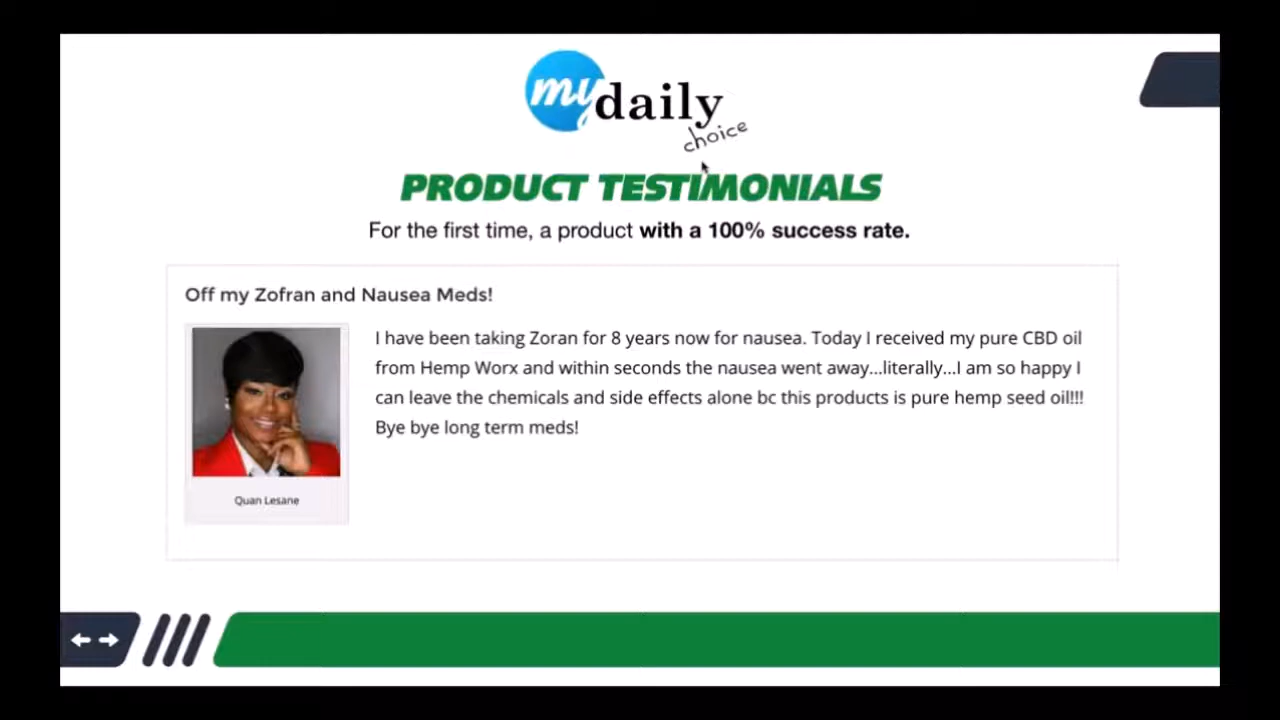 my daily
choice
PRODUCT TESTIMONIALS
For the first time, a product with a 100% success rate.
Off my Zofran and Nausea Meds!
I have been taking Zoran for 8 years now for nausea. Today I received my pure CBD oil
from Hemp Worx and within seconds the nausea went away...literally...I am so happy I
can leave the chemicals and side effects alone bc this products is pure hemp seed oil!!!
Bye bye long term meds!
Quan Lesane